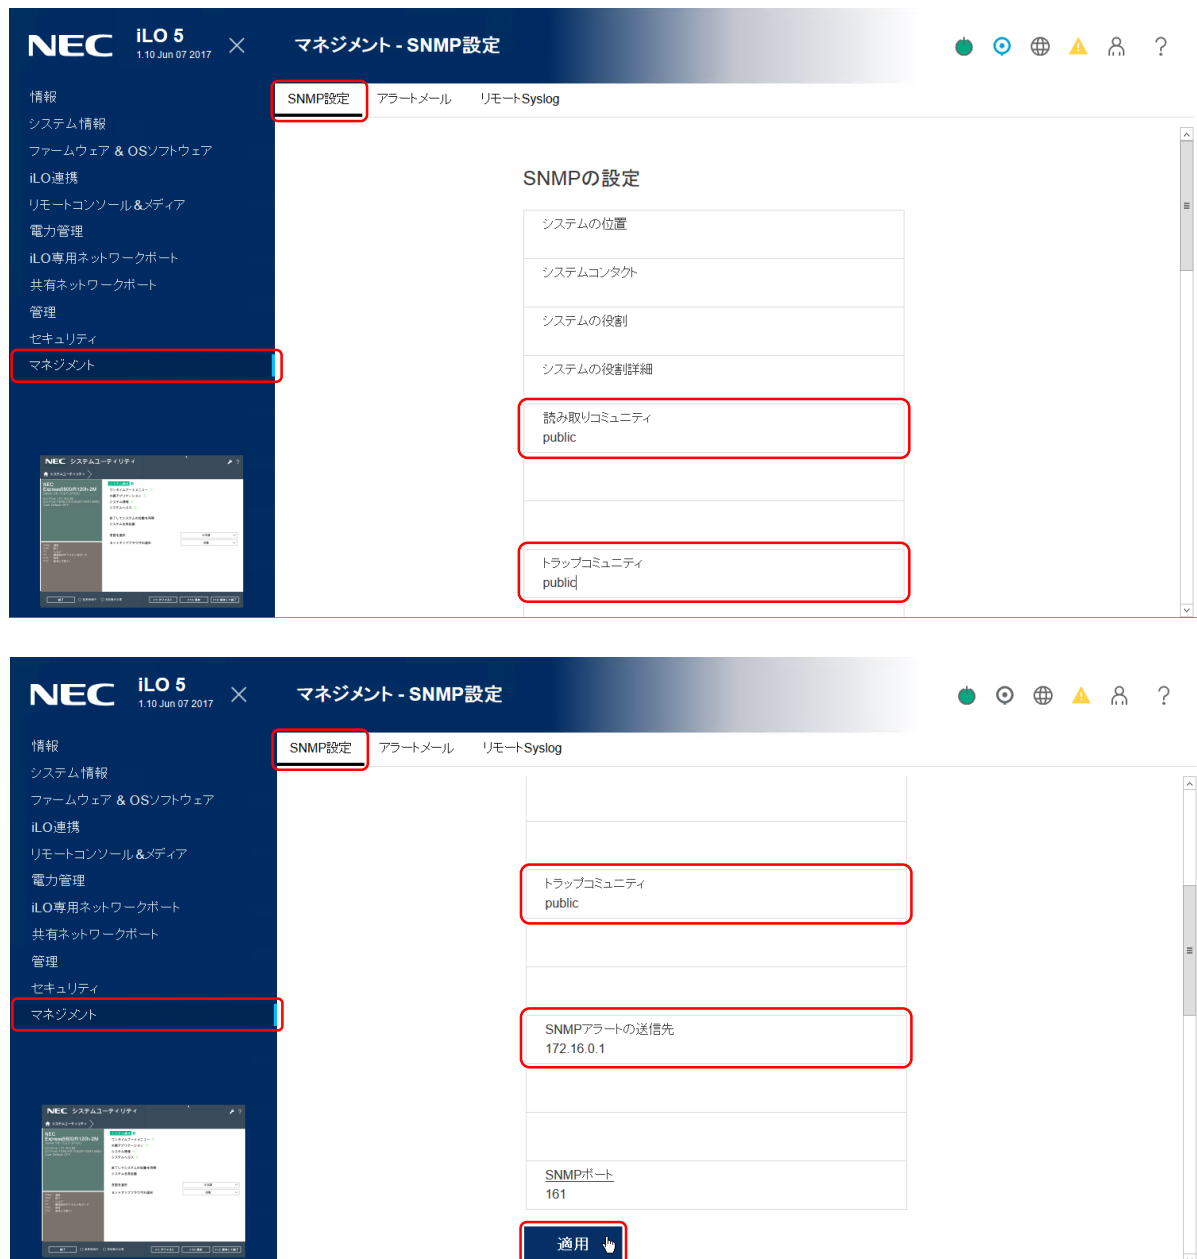 NEC
iLO 5
1.10 Jun 07 2017
マネジメント - SNMP設定
?
情報
システム情報
ファームウェア & OSソフトウェア
iLO連携
リモートコンソール&メディア
電力管理
iLO専用ネットワークポート
共有ネットワークポート
管理
セキュリティ
マネジメント
SNMP設定
アラートメール
リモートSyslog
SNMPの設定
システムの位置
システムコンタクト
システムの役割
システムの役割詳細
読み取りコミュニティ
public
トラップコミュニティ
public
NEC システムユーティリティ
NEC
iLO 5
1.10 Jun 07 2017
マネジメント - SNMP設定
?
情報
システム情報
ファームウェア & OSソフトウェア
iLO連携
リモートコンソール&メディア
電力管理
iLO専用ネットワークポート
共有ネットワークポート
管理
セキュリティ
マネジメント
SNMP設定
アラートメール
リモートSyslog
トラップコミュニティ
public
SNMPアラートの送信先
172.16.0.1
SNMPポート
161
適用
NEC システムユーティリティ